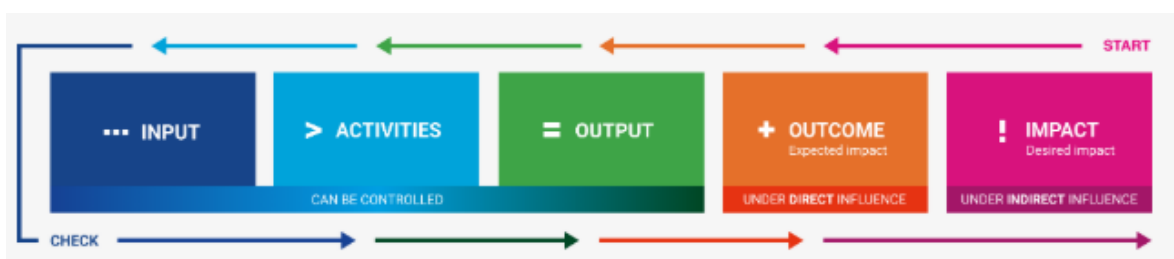 START
··· INPUT
> ACTIVITIES
= OUTPUT
+ OUTCOME
Expected impact
! IMPACT
Desired impact
CAN BE CONTROLLED
UNDER DIRECT INFLUENCE
UNDER INDIRECT INFLUENCE
CHECK